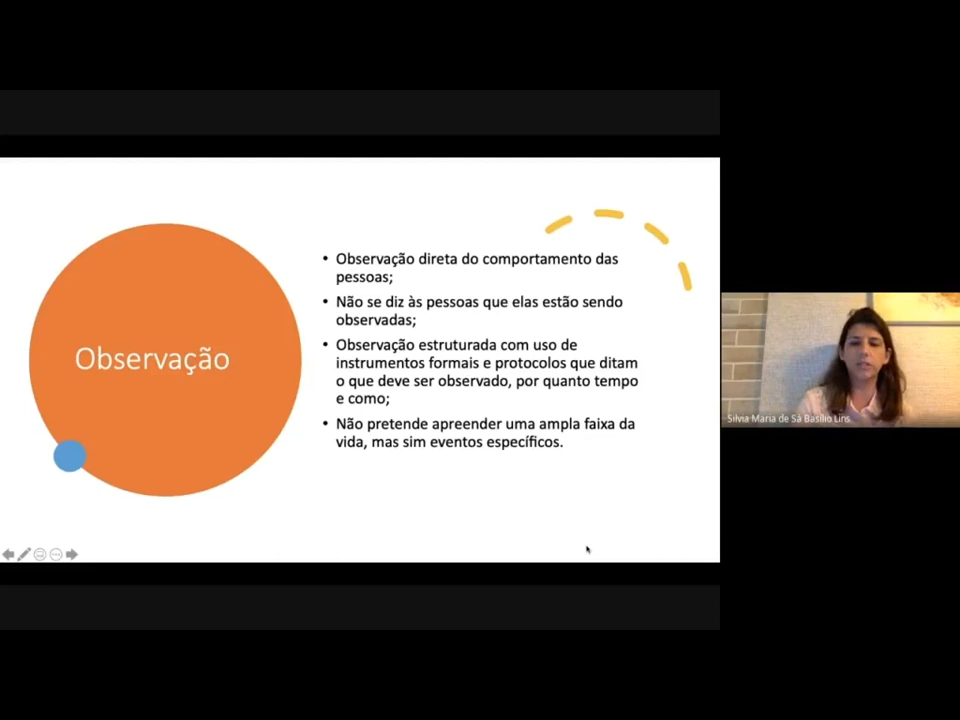 Observação
• Observação direta do comportamento das
pessoas;
• Não se diz às pessoas que elas estão sendo
observadas;
• Observação estruturada com uso de
instrumentos formais e protocolos que ditam
o que deve ser observado, por quanto tempo
e como;
• Não pretende apreender uma ampla faixa da
vida, mas sim eventos específicos.
Silvia Maria de Sá Basílio Lins